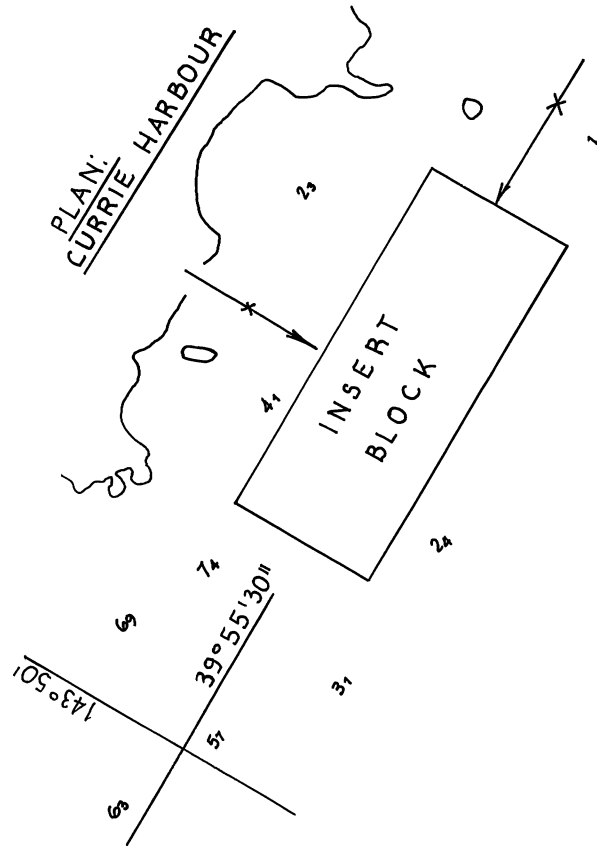 PLAN:
CURRIE HARBOUR
1
2₃
INSERT
BLOCK
4₁
2₄
7₄
39°55'30"
6₉
143°50'
3₁
5₇
6₃